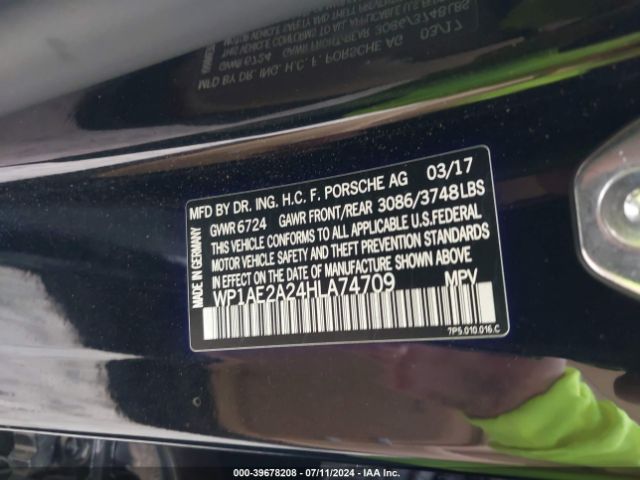 MFD BY DR. ING. H.C. F. PORSCHE AG 03/17
GWVR 6724 GAWR FRONT/REAR 3086/3748LBS
THIS VEHICLE CONFORMS TO ALL APPLICABLE U.S.FEDERAL
MOTOR VEHICLE SAFETY AND THEFT PREVENTION STANDARDS
IN EFFECT ON THE DATE OF MANUFACTURE SHOWN ABOVE
WP1AE2A24HLA74709 MPV
MADE IN GERMANY
7P5.010.016.C
000-39678208 - 07/11/2024 - IAA Inc.